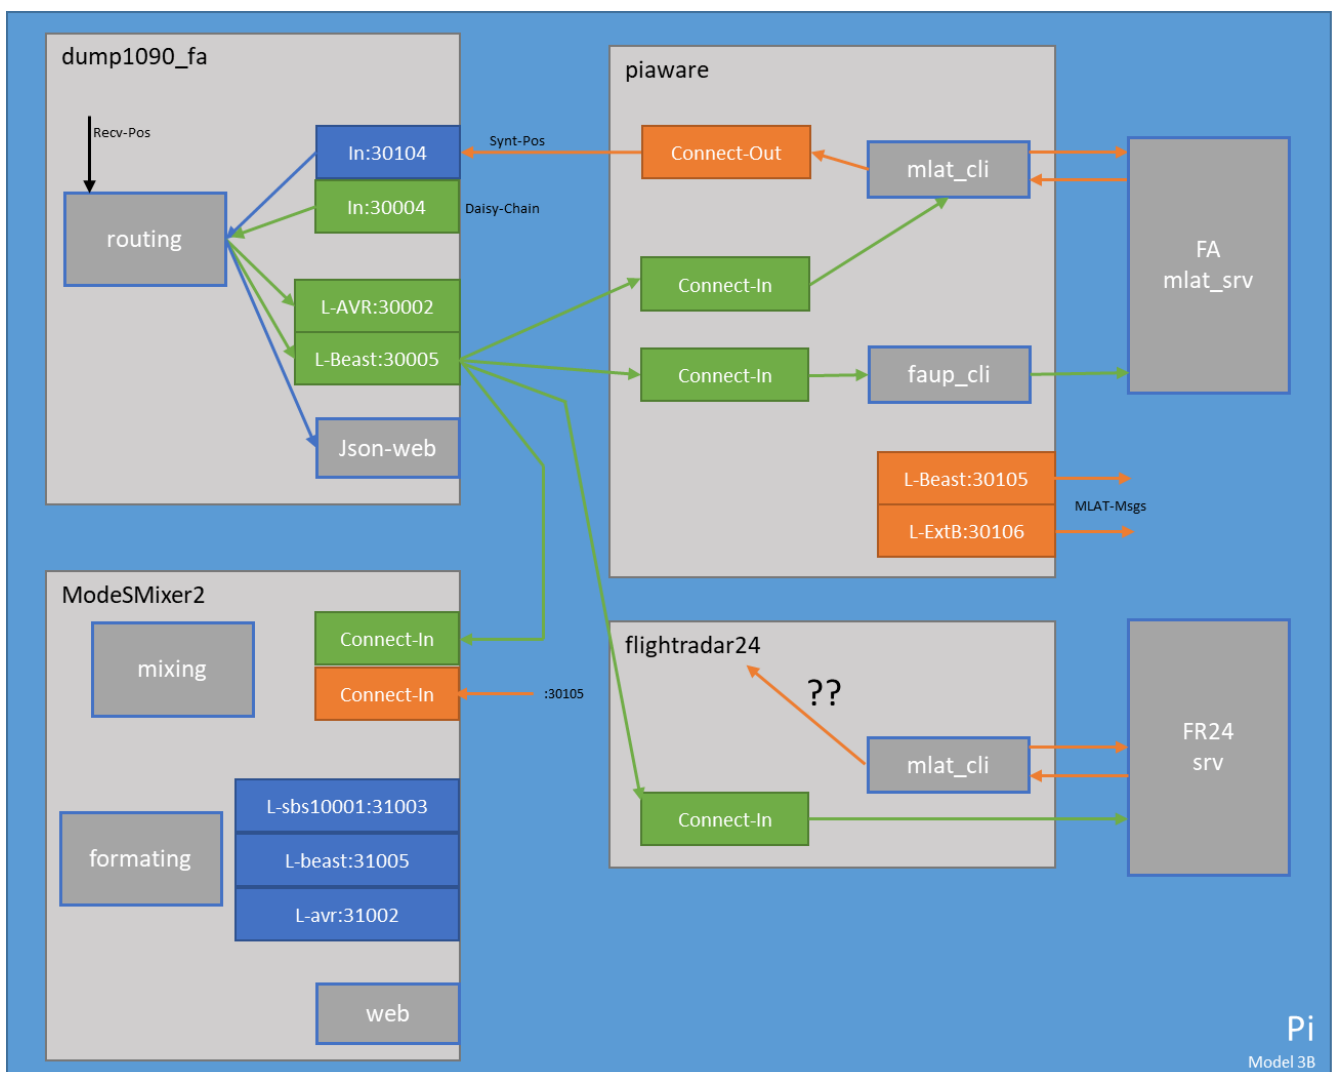 dump1090_fa
Recv-Pos
In:30104
In:30004
Daisy-Chain
routing
L-AVR:30002
L-Beast:30005
Json-web
Synt-Pos
piaware
Connect-Out
mlat_cli
Connect-In
Connect-In
faup_cli
L-Beast:30105
MLAT-Msgs
L-ExtB:30106
FA
mlat_srv
ModeSMixer2
mixing
Connect-In
Connect-In
:30105
L-sbs10001:31003
formating
L-beast:31005
L-avr:31002
web
flightradar24
??
mlat_cli
Connect-In
FR24
srv
Pi
Model 3B